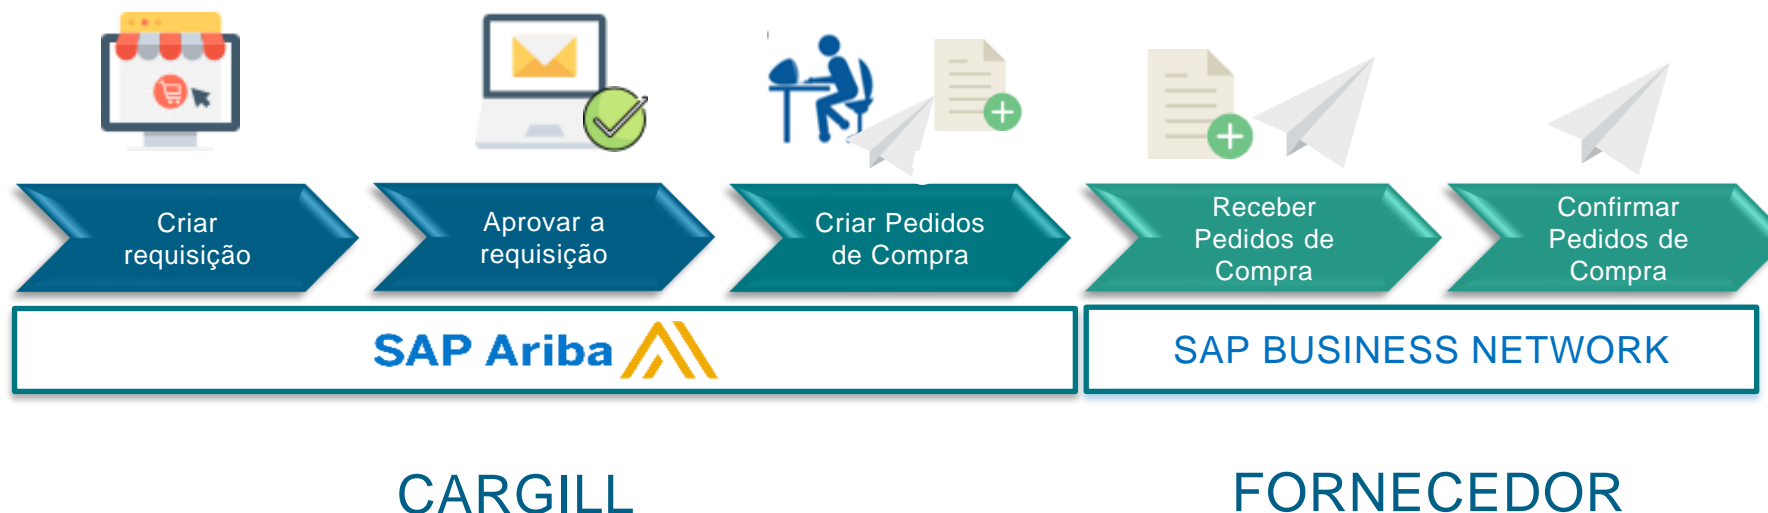 Criar
requisição
Aprovar a
requisição
Criar Pedidos
de Compra
Receber
Pedidos de
Compra
Confirmar
Pedidos de
Compra
SAP Ariba
SAP BUSINESS NETWORK
CARGILL
FORNECEDOR